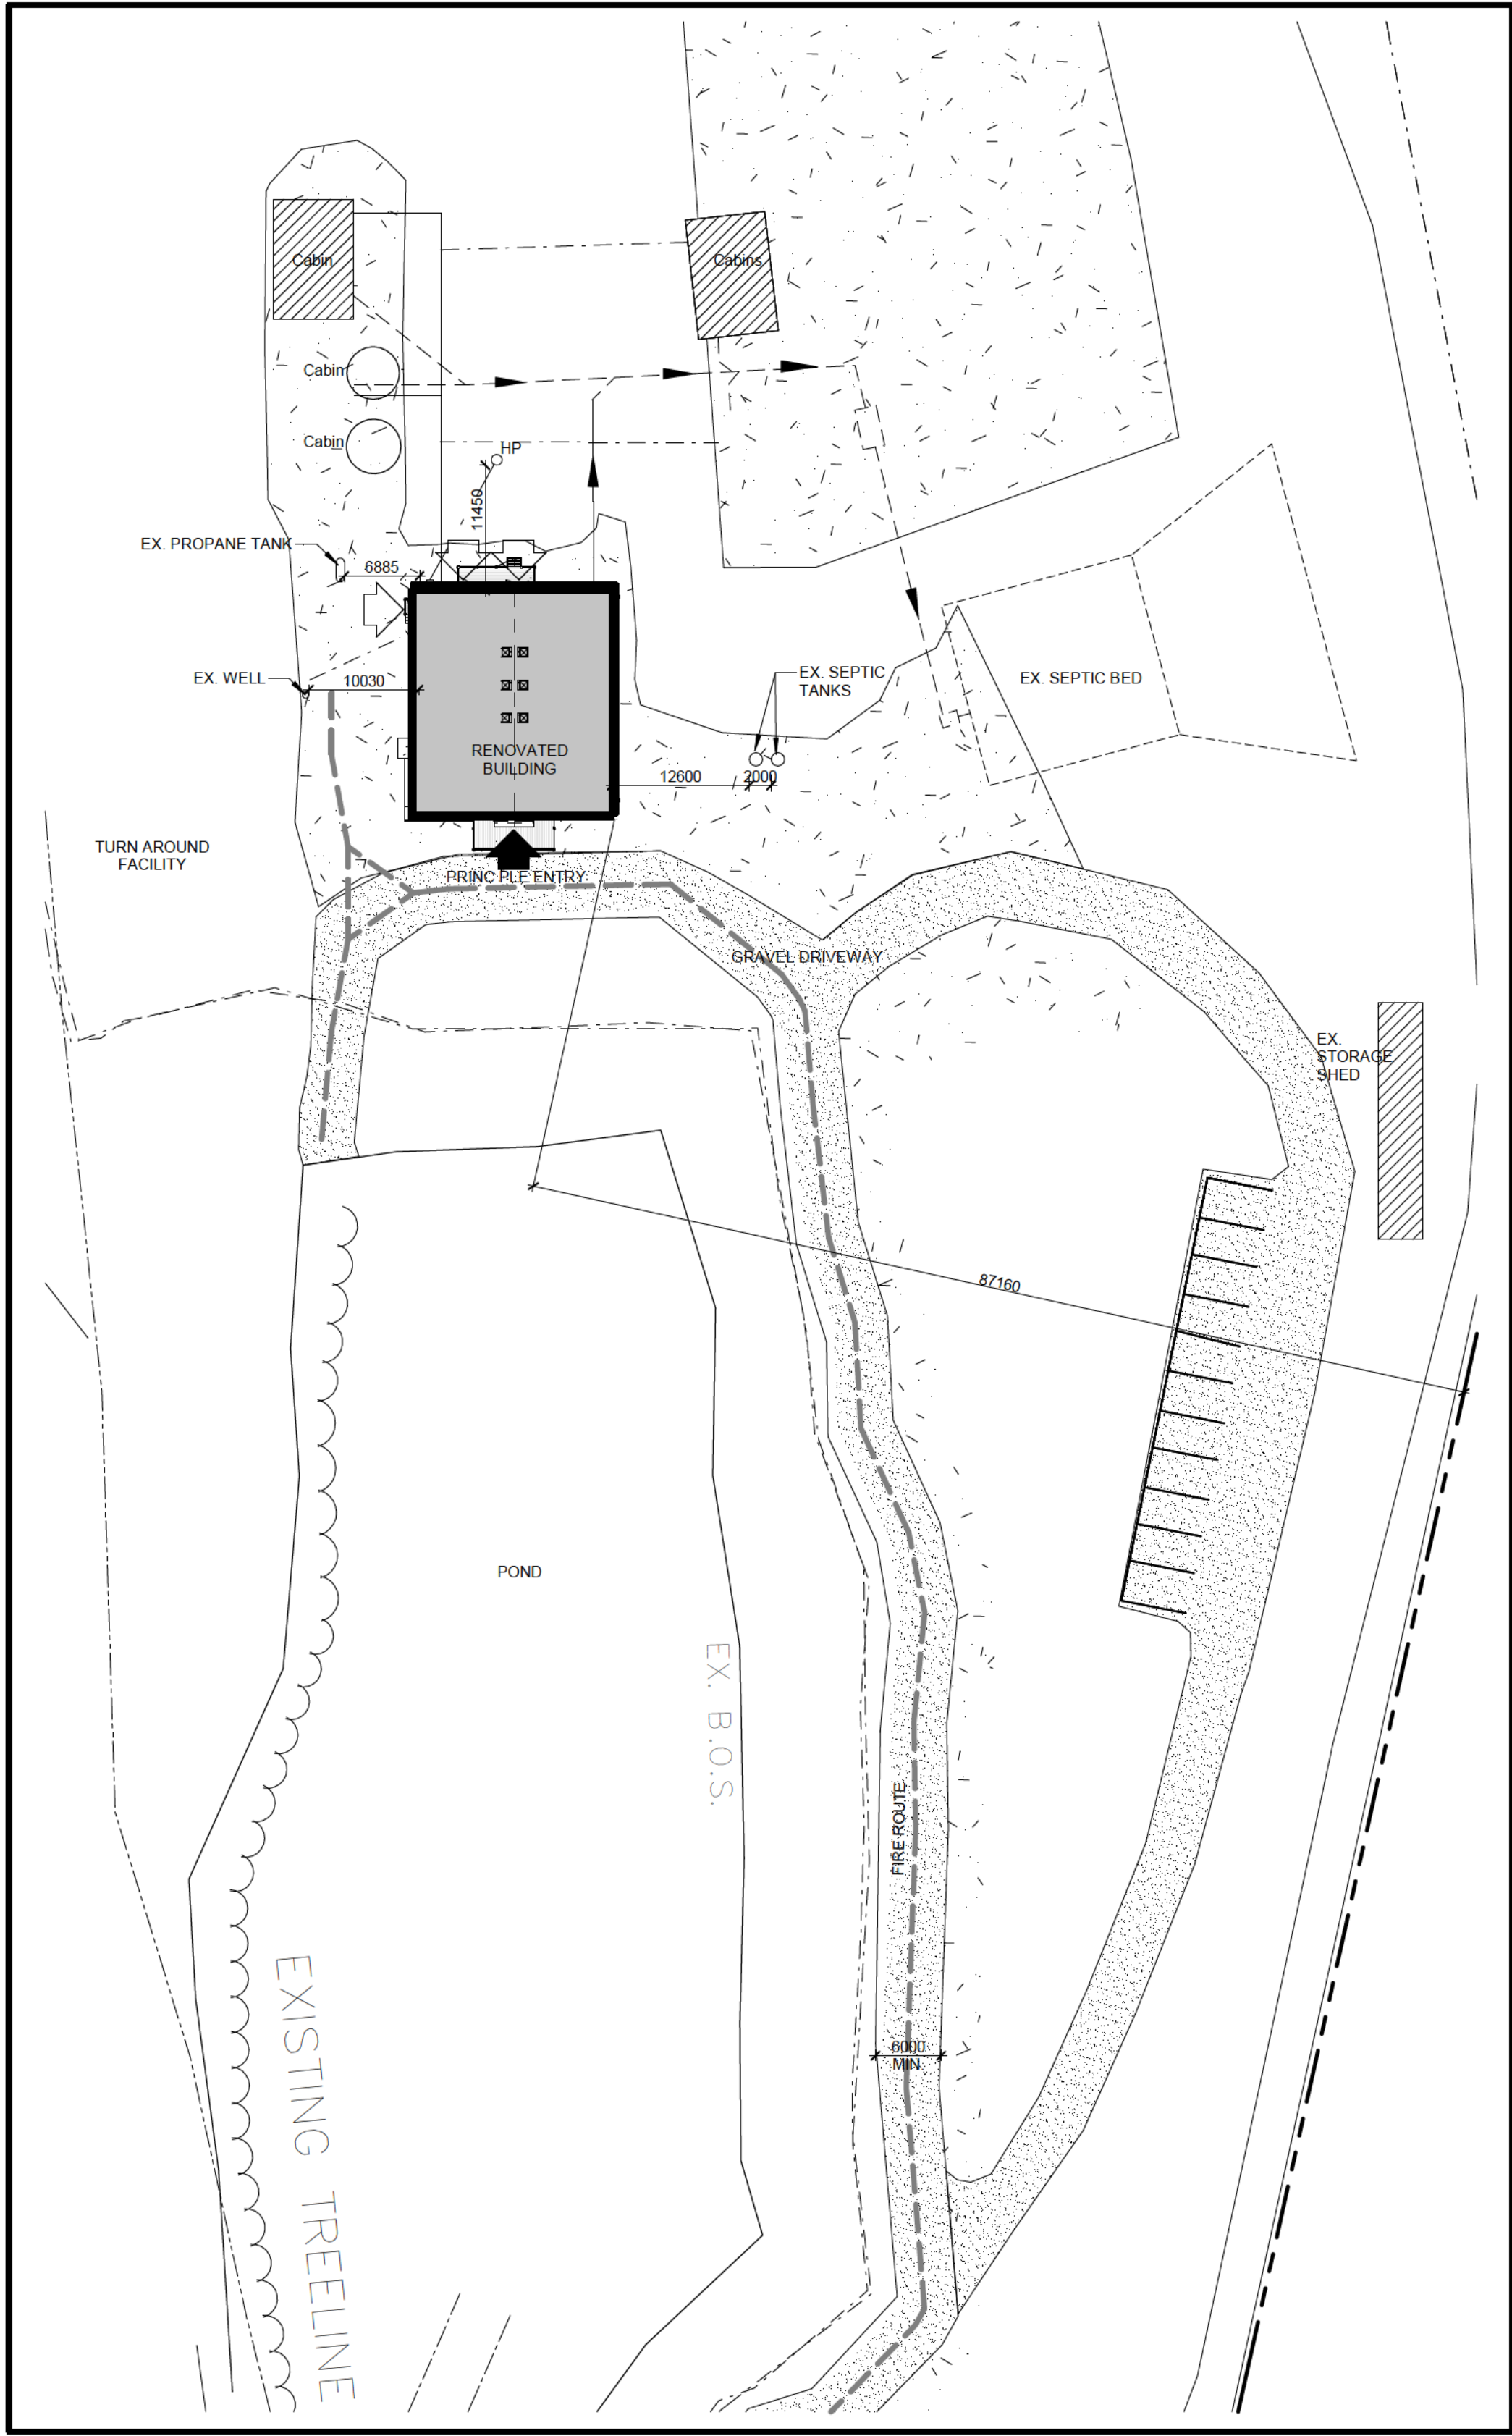 Cabin
Cabins
Cabin
Cabin
HP
11450
EX. PROPANE TANK
6885
EX. WELL
10030
EX. SEPTIC
TANKS
EX. SEPTIC BED
RENOVATED
BUILDING
12600
2000
TURN AROUND
FACILITY
PRINC PLE ENTRY
GRAVEL DRIVEWAY
EX.
STORAGE
SHED
87160
POND
EX. B.O.S.
FIRE ROUTE
6000
MIN
EXISTING TREELINE